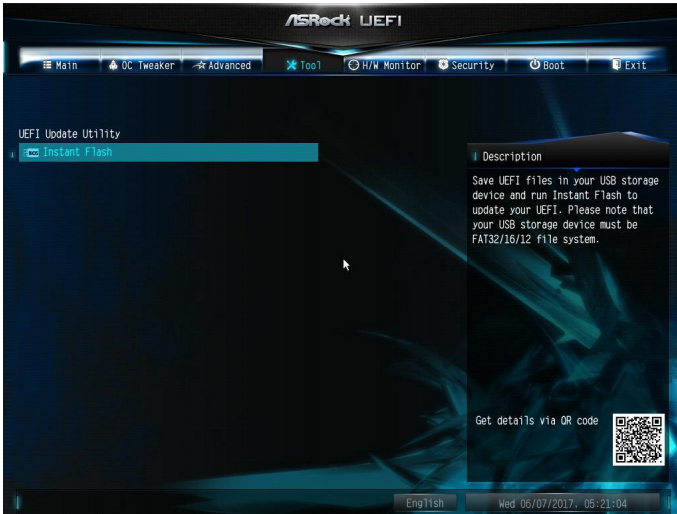 ASRock UEFI
Main OC Tweaker Advanced Tool H/W Monitor Security Boot Exit
UEFI Update Utility
Instant Flash
Description
Save UEFI files in your USB storage
device and run Instant Flash to
update your UEFI. Please note that
your USB storage device must be
FAT32/16/12 file system.
Get details via QR code
English
Wed 06/07/2017. 05:21:04